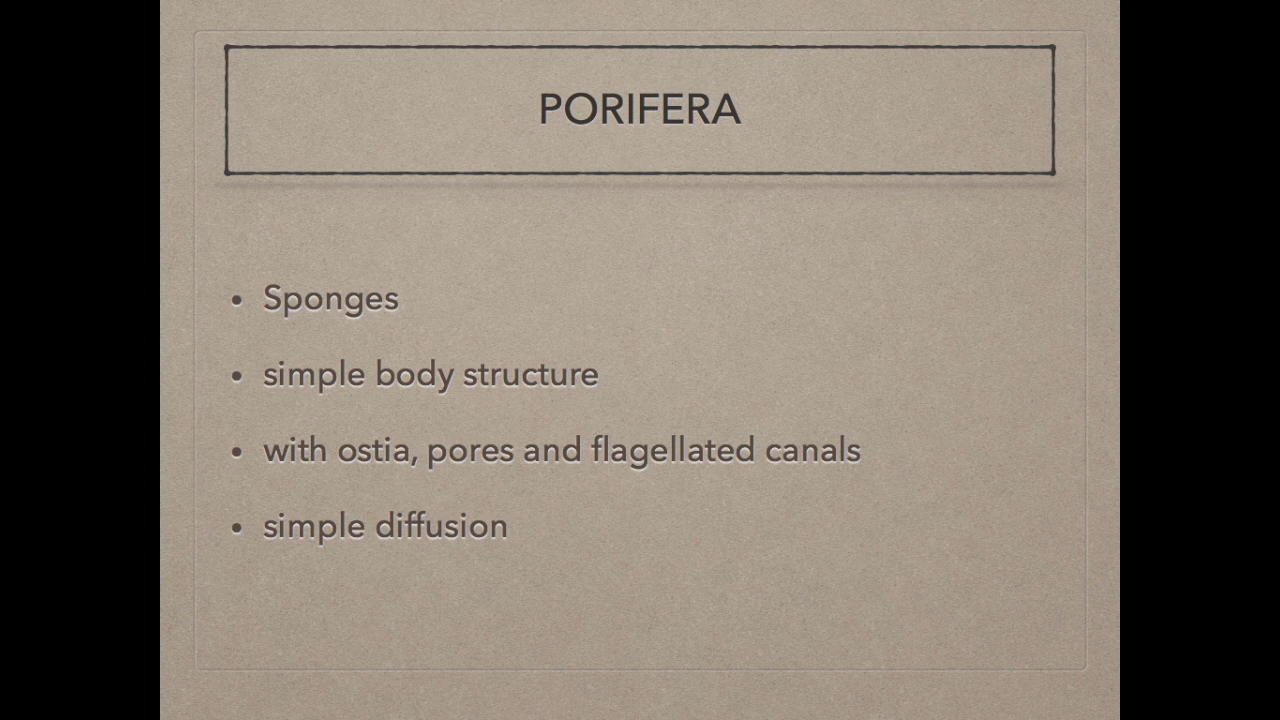 PORIFERA
• Sponges
• simple body structure
• with ostia, pores and flagellated canals
• simple diffusion